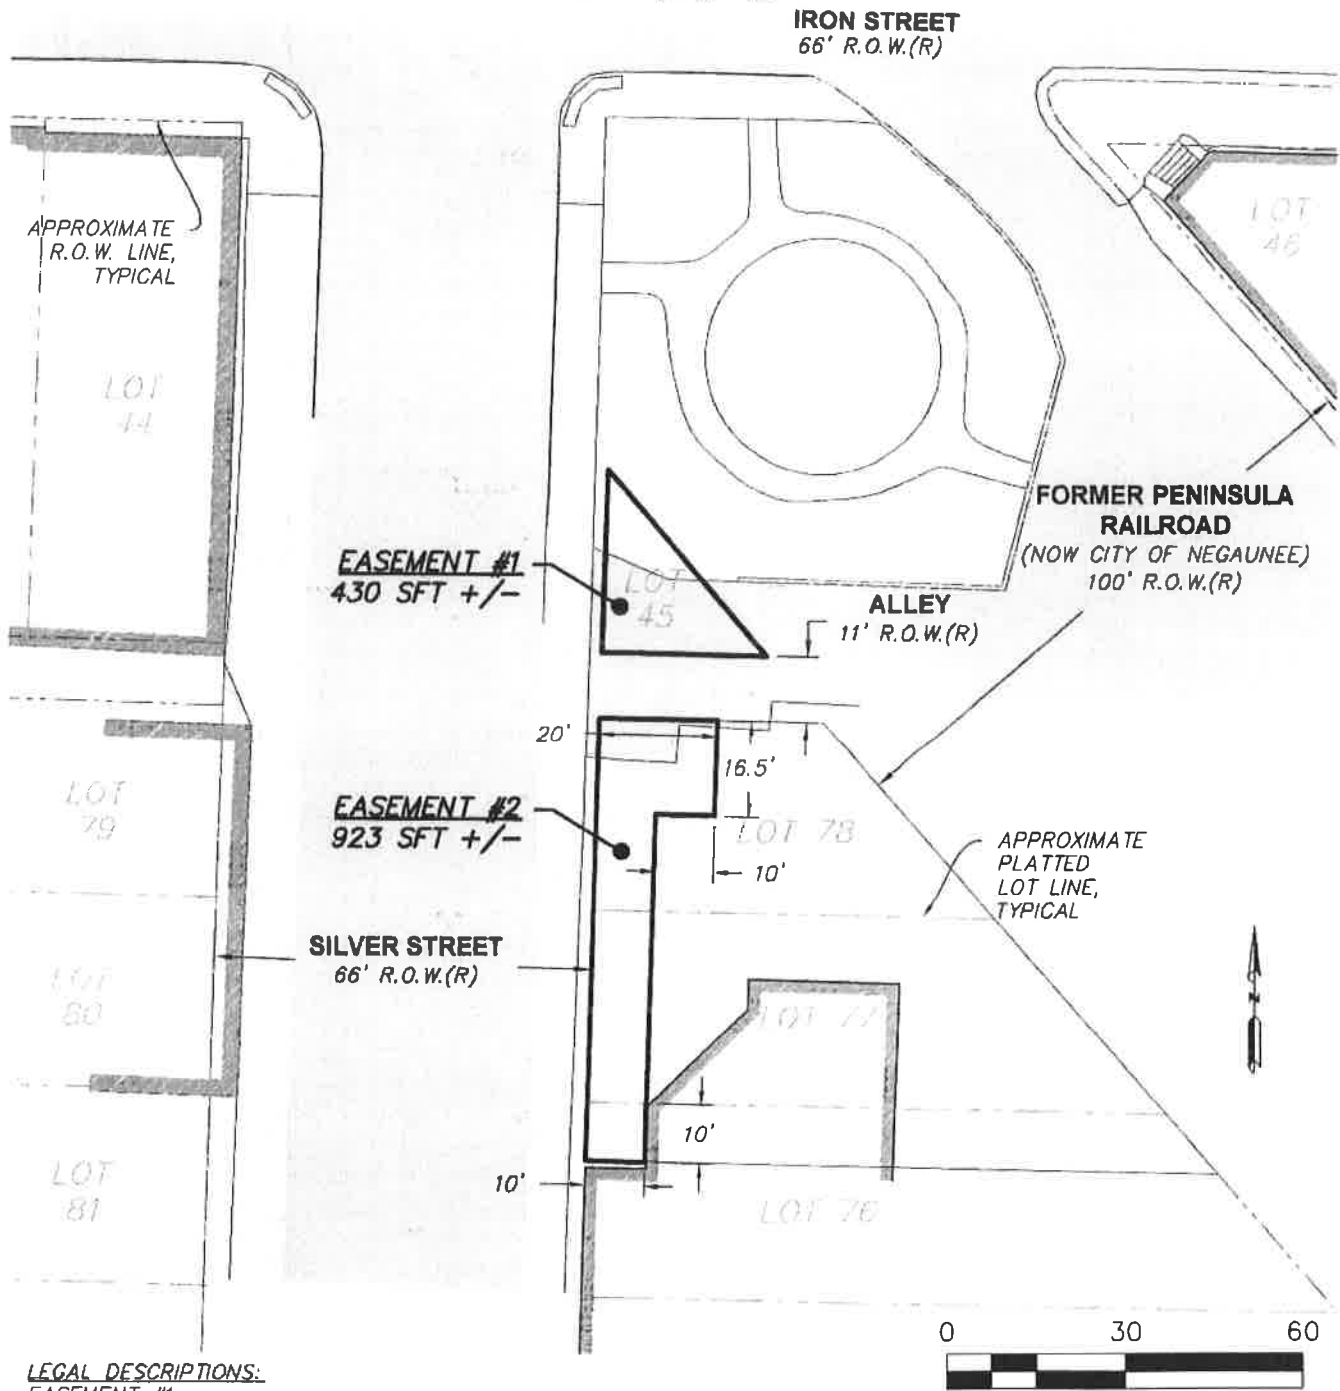 IRON STREET
66' R.O.W.(R)
APPROXIMATE
R.O.W. LINE,
TYPICAL
LOT
46
LOT
44
FORMER PENINSULA
RAILROAD
(NOW CITY OF NEGAUNEE)
100' R.O.W.(R)
EASEMENT #1
430 SFT +/-
LOT
45
ALLEY
11' R.O.W.(R)
20'
16.5'
LOT
79
EASEMENT #2
923 SFT +/-
LOT 78
10'
APPROXIMATE
PLATTED
LOT LINE,
TYPICAL
SILVER STREET
66' R.O.W.(R)
LOT
80
LOT 77
N
10'
LOT
81
10'
LOT 76
0 30 60
LEGAL DESCRIPTIONS:
EASEMENT #1